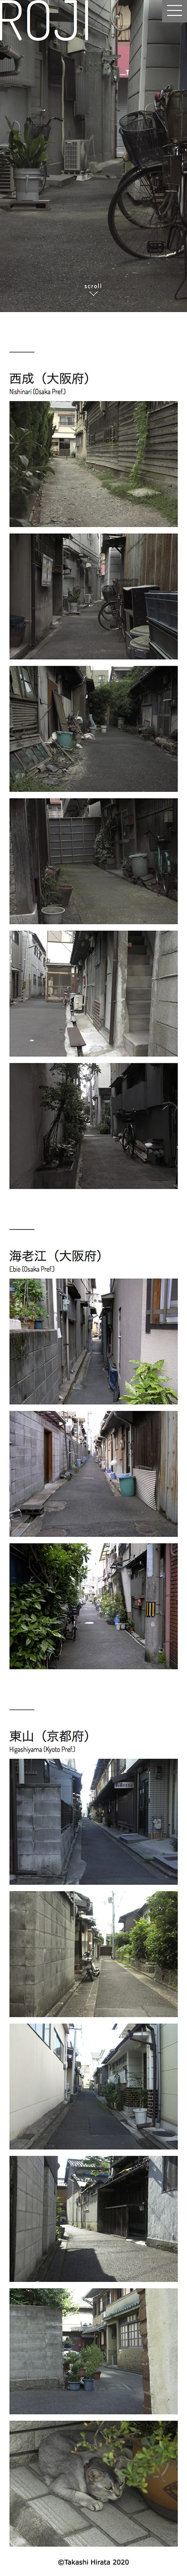 ROJI
scroll
西成（大阪府）
Nishinari (Osaka Pref.)
海老江（大阪府）
Ebie (Osaka Pref.)
東山（京都府）
Higashiyama (Kyoto Pref.)
©Takashi Hirata 2020